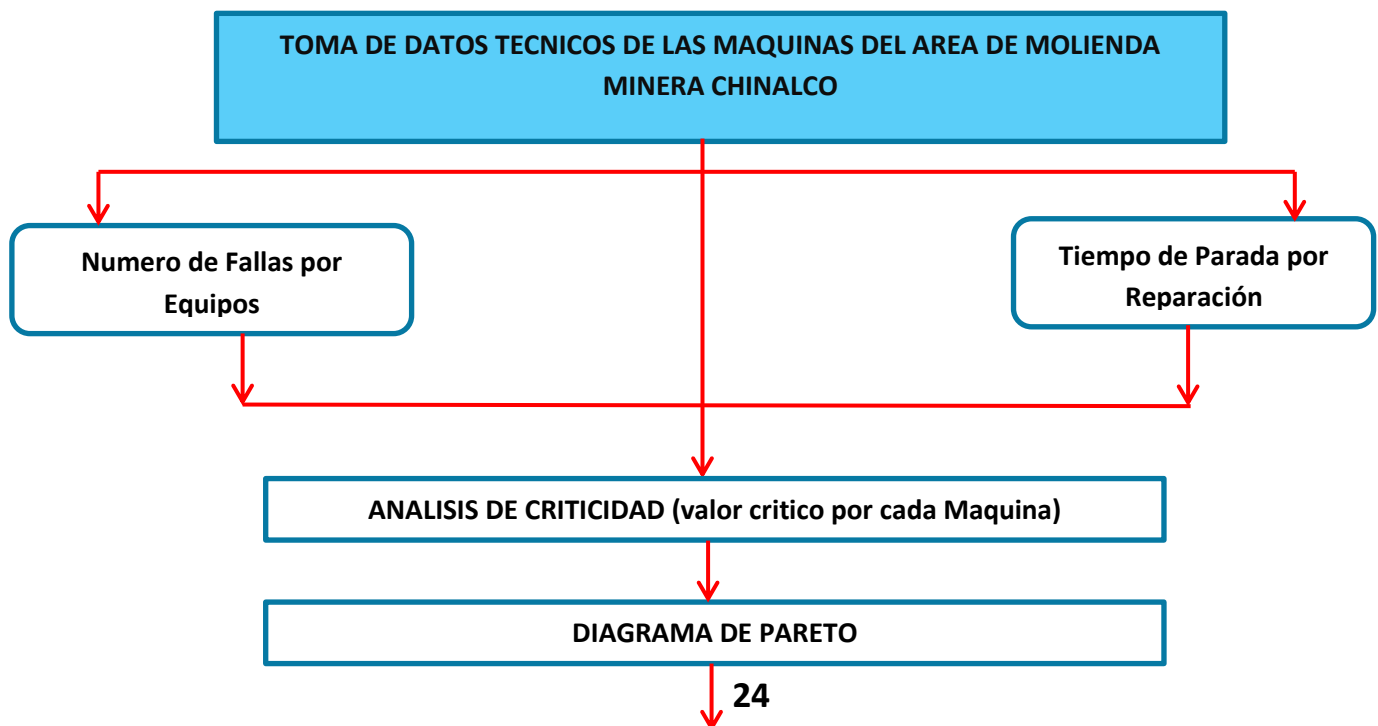 TOMA DE DATOS TECNICOS DE LAS MAQUINAS DEL AREA DE MOLIENDA
MINERA CHINALCO
Numero de Fallas por
Equipos
Tiempo de Parada por
Reparación
ANALISIS DE CRITICIDAD (valor critico por cada Maquina)
DIAGRAMA DE PARETO
24